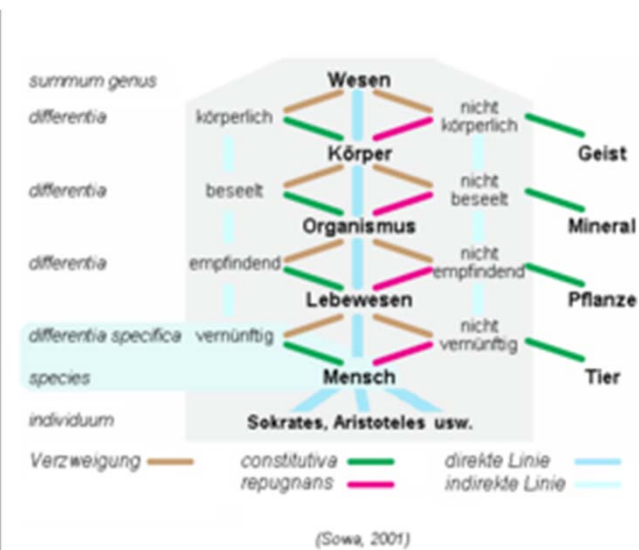 summum genus Wesen
differentia körperlich nicht körperlich
Körper Geist
differentia beseelt nicht beseelt
Organismus Mineral
differentia empfindend nicht empfindend
Lebewesen Pflanze
differentia specifica vernünftig nicht vernünftig
species Mensch Tier
individuum Sokrates, Aristoteles usw.
Verzweigung constitutiva direkte Linie
repugnans indirekte Linie
(Sowa, 2001)